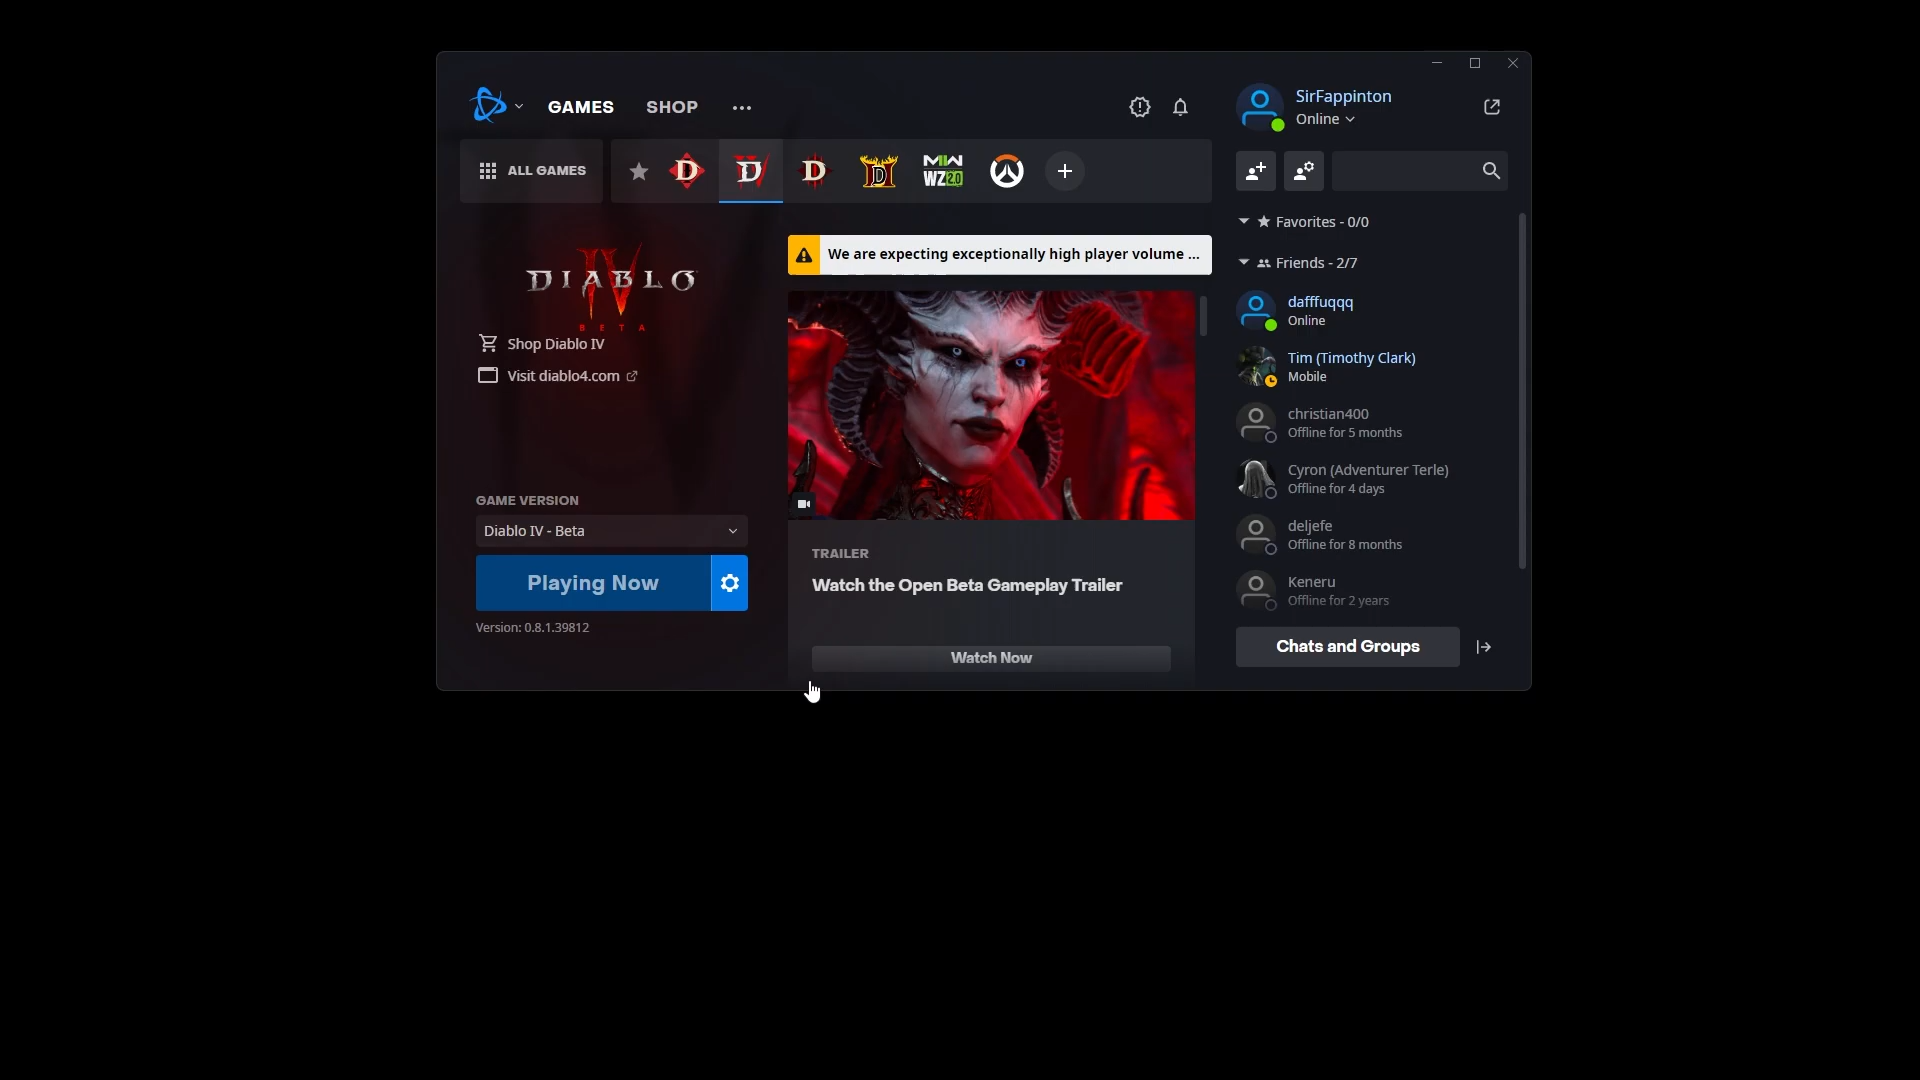 GAMES
SHOP
SirFappinton
Online
ALL GAMES
D
IV
D
D
D
MW
WZ 2.0
DIABLO
IV
BETA
Shop Diablo IV
Visit diablo4.com
GAME VERSION
Diablo IV - Beta
Playing Now
Version: 0.8.1.39812
We are expecting exceptionally high player volume ...
TRAILER
Watch the Open Beta Gameplay Trailer
Watch Now
Favorites - 0/0
Friends - 2/7
dafffuqqq
Online
Tim (Timothy Clark)
Mobile
christian400
Offline for 5 months
Cyron (Adventurer Terle)
Offline for 4 days
deljefe
Offline for 8 months
Keneru
Offline for 2 years
Chats and Groups